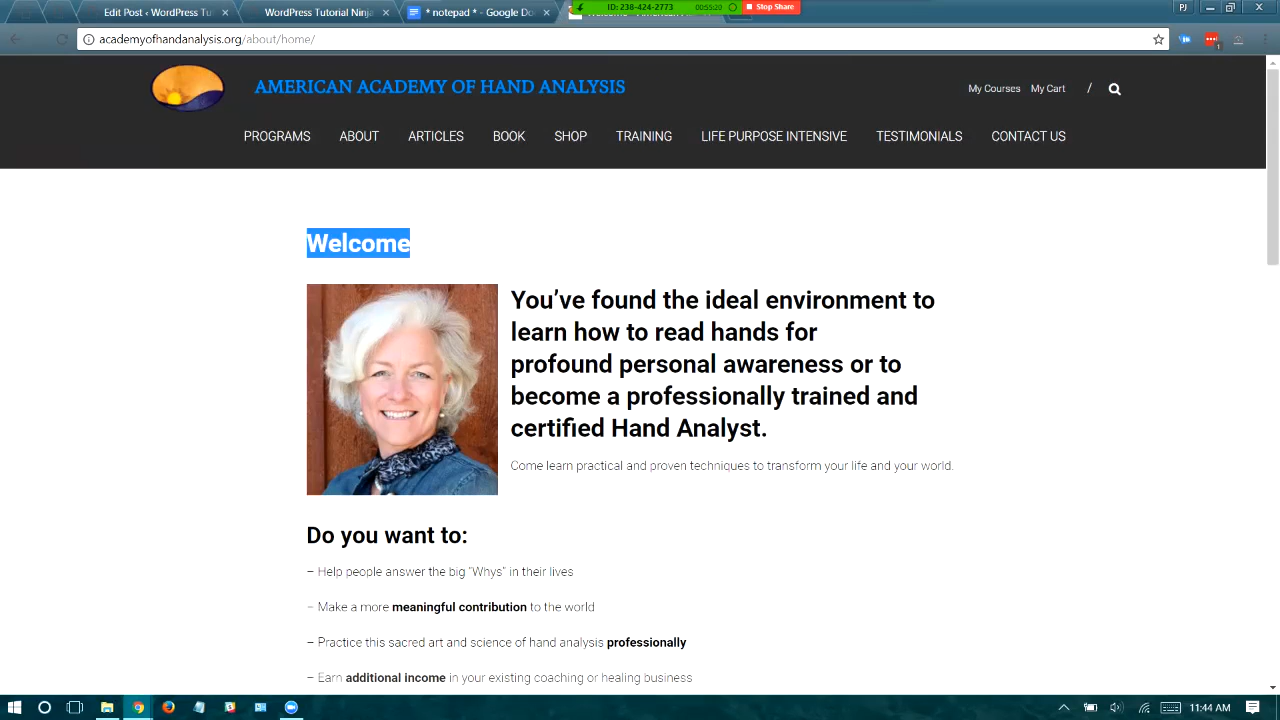 Edit Post ‹ WordPress Tu
WordPress Tutorial Ninja
* notepad * - Google Do
ID: 238-424-2773
00:55:20
Stop Share
PJ
academyofhandanalysis.org/about/home/
1
AMERICAN ACADEMY OF HAND ANALYSIS
My Courses My Cart /
PROGRAMS ABOUT ARTICLES BOOK SHOP TRAINING LIFE PURPOSE INTENSIVE TESTIMONIALS CONTACT US
Welcome
You’ve found the ideal environment to
learn how to read hands for
profound personal awareness or to
become a professionally trained and
certified Hand Analyst.
Come learn practical and proven techniques to transform your life and your world.
Do you want to:
– Help people answer the big “Whys” in their lives
– Make a more meaningful contribution to the world
– Practice this sacred art and science of hand analysis professionally
– Earn additional income in your existing coaching or healing business
11:44 AM